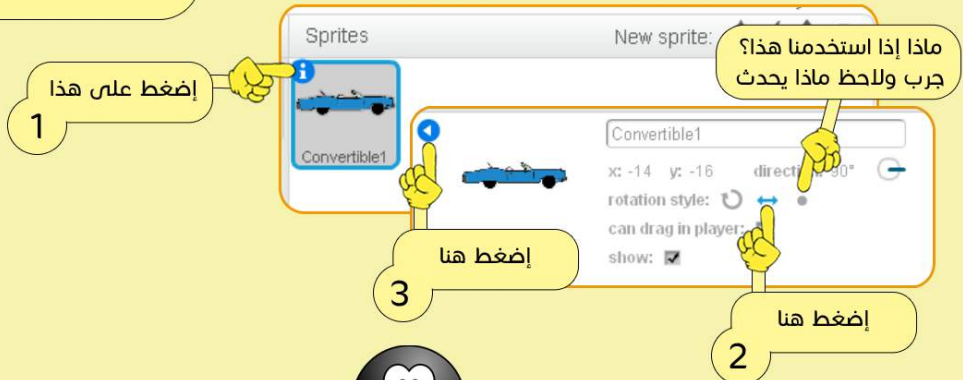 Sprites
New sprite:
ماذا إذا استخدمنا هذا؟
جرب ولاحظ ماذا يحدث
إضغط على هذا
1
Convertible1
Convertible1
x: -14 y: -16 90°
rotation style:
can drag in player:
show:
إضغط هنا
3
إضغط هنا
2